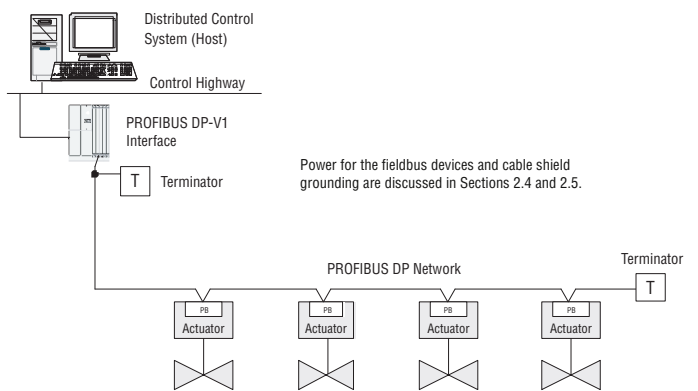 Distributed Control
System (Host)
Control Highway
PROFIBUS DP-V1
Interface
T
Terminator
Power for the fieldbus devices and cable shield
grounding are discussed in Sections 2.4 and 2.5.
Terminator
T
PROFIBUS DP Network
PB
Actuator
PB
Actuator
PB
Actuator
PB
Actuator